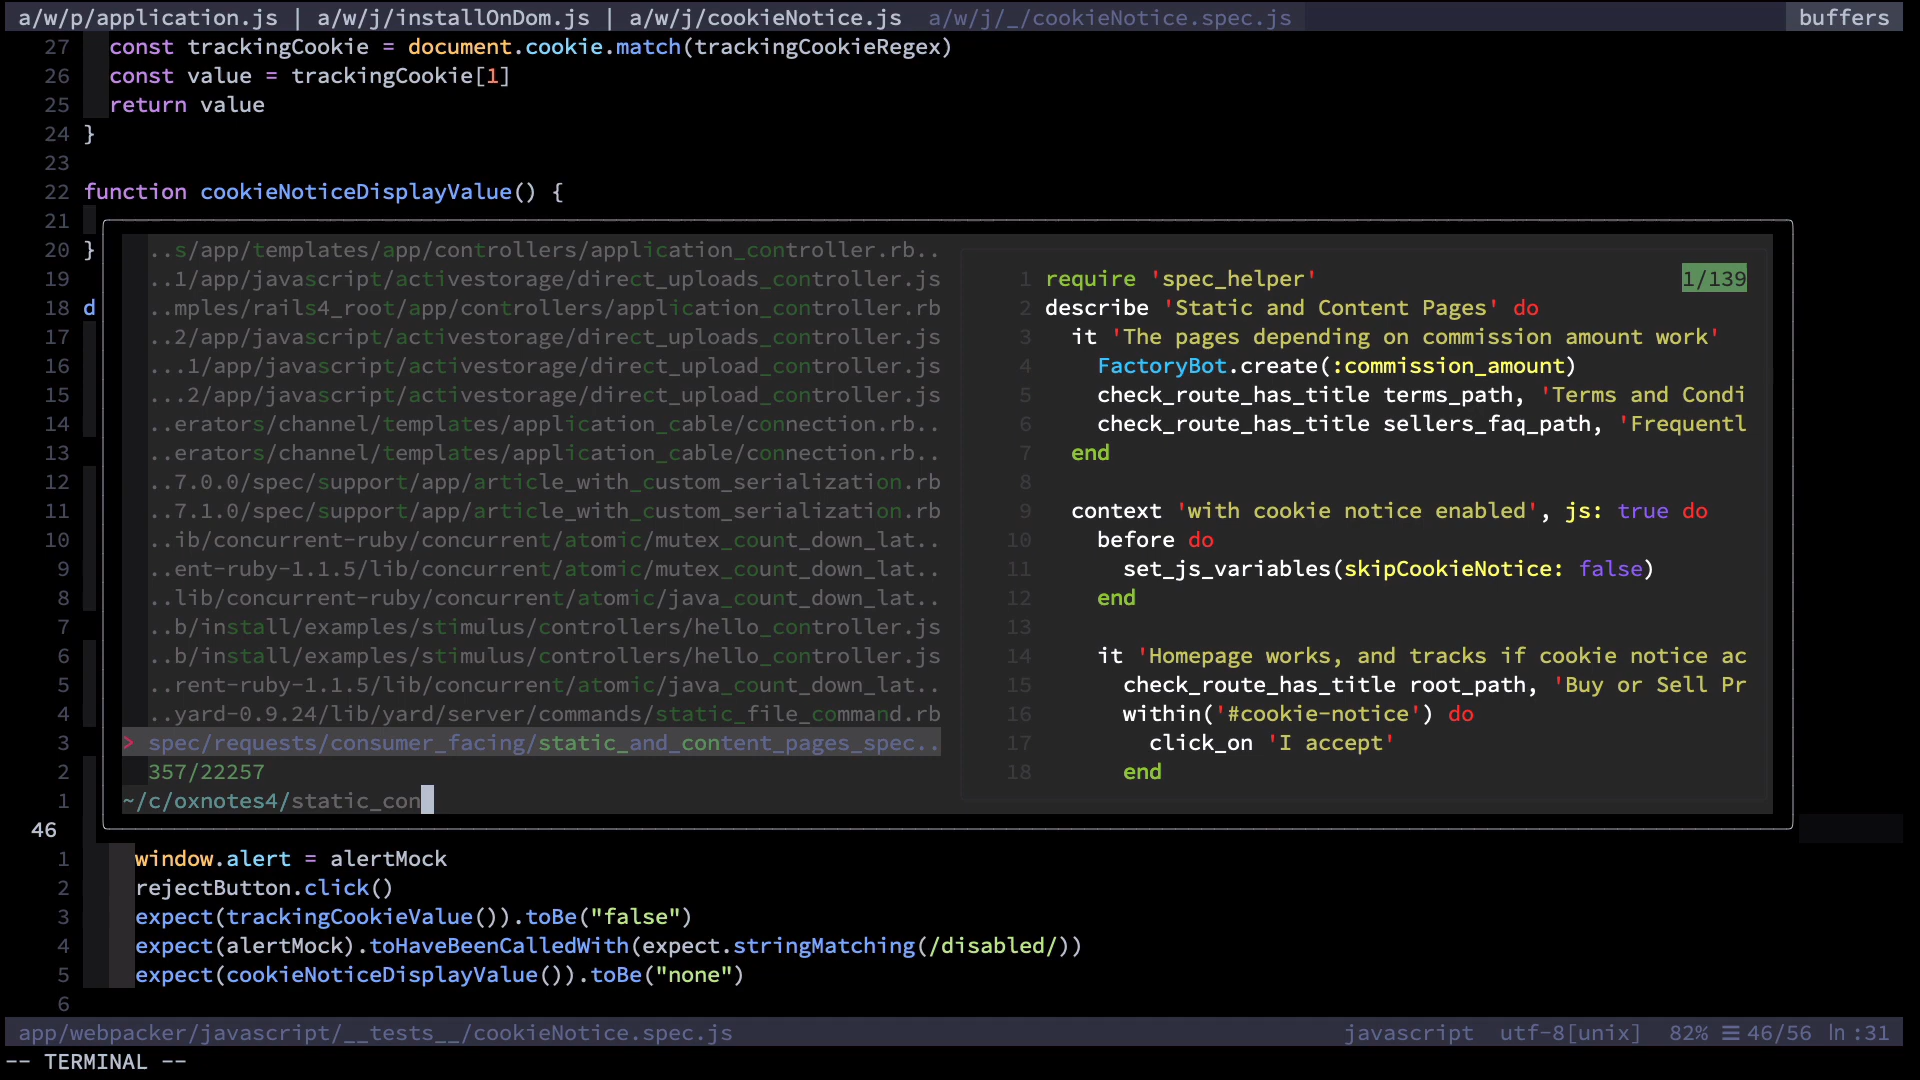 a/w/p/application.js | a/w/j/installOnDom.js | a/w/j/cookieNotice.js a/w/j/_/cookieNotice.spec.js buffers
27 const trackingCookie = document.cookie.match(trackingCookieRegex)
26 const value = trackingCookie[1]
25 return value
24 }
23
22 function cookieNoticeDisplayValue() {
21
20 }
19
18 d
17
16
15
14
13
12
11
10
9
8
7
6
5
4
3
2
1
46
..s/app/templates/app/controllers/application_controller.rb..
..1/app/javascript/activestorage/direct_uploads_controller.js
..mples/rails4_root/app/controllers/application_controller.rb
..2/app/javascript/activestorage/direct_uploads_controller.js
...1/app/javascript/activestorage/direct_upload_controller.js
...2/app/javascript/activestorage/direct_upload_controller.js
..erators/channel/templates/application_cable/connection.rb..
..erators/channel/templates/application_cable/connection.rb..
..7.0.0/spec/support/app/article_with_custom_serialization.rb
..7.1.0/spec/support/app/article_with_custom_serialization.rb
..ib/concurrent-ruby/concurrent/atomic/mutex_count_down_lat..
..ent-ruby-1.1.5/lib/concurrent/atomic/mutex_count_down_lat..
..lib/concurrent-ruby/concurrent/atomic/java_count_down_lat..
..b/install/examples/stimulus/controllers/hello_controller.js
..b/install/examples/stimulus/controllers/hello_controller.js
..rent-ruby-1.1.5/lib/concurrent/atomic/java_count_down_lat..
..yard-0.9.24/lib/yard/server/commands/static_file_command.rb
> spec/requests/consumer_facing/static_and_content_pages_spec..
357/22257
~/c/oxnotes4/static_con
1 require 'spec_helper' 1/139
2 describe 'Static and Content Pages' do
3 it 'The pages depending on commission amount work'
4 FactoryBot.create(:commission_amount)
5 check_route_has_title terms_path, 'Terms and Condi
6 check_route_has_title sellers_faq_path, 'Frequentl
7 end
8
9 context 'with cookie notice enabled', js: true do
10 before do
11 set_js_variables(skipCookieNotice: false)
12 end
13
14 it 'Homepage works, and tracks if cookie notice ac
15 check_route_has_title root_path, 'Buy or Sell Pr
16 within('#cookie-notice') do
17 click_on 'I accept'
18 end
1 window.alert = alertMock
2 rejectButton.click()
3 expect(trackingCookieValue()).toBe("false")
4 expect(alertMock).toHaveBeenCalledWith(expect.stringMatching(/disabled/))
5 expect(cookieNoticeDisplayValue()).toBe("none")
6
app/webpacker/javascript/__tests__/cookieNotice.spec.js javascript utf-8[unix] 82% ☰ 46/56 ln :31
-- TERMINAL --